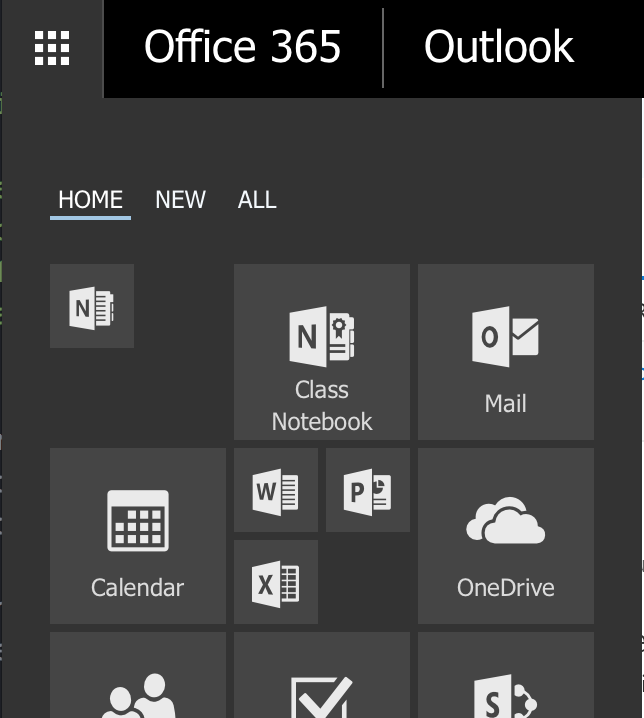 Office 365
Outlook
HOME
NEW
ALL
N
N
Class
Notebook
O
Mail
Calendar
W
P
X
OneDrive
S